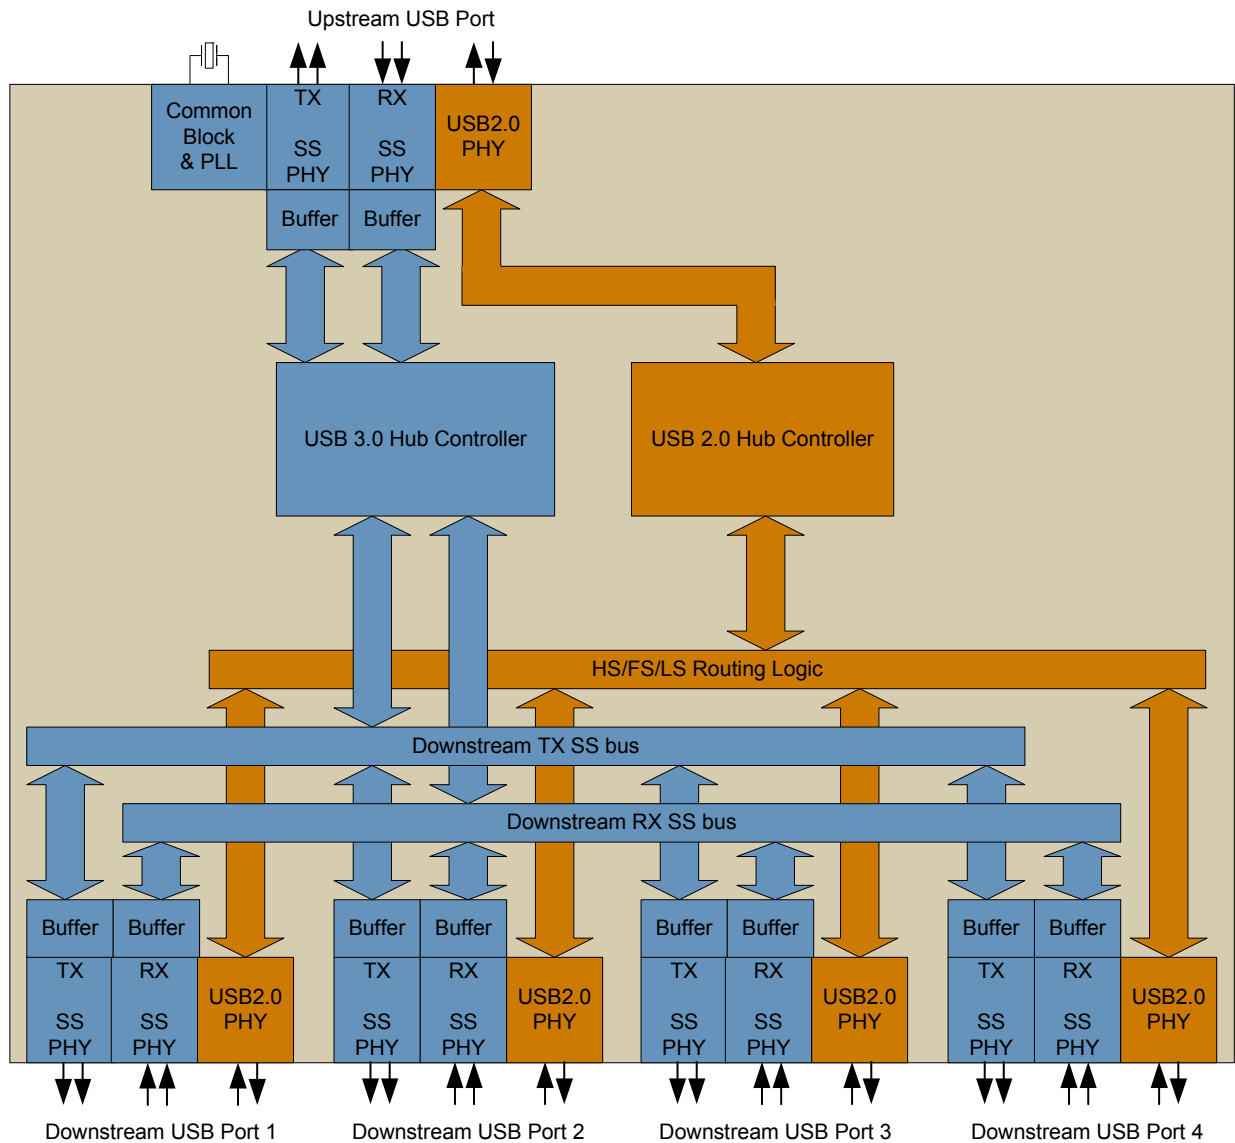 Upstream USB Port
Common
Block
& PLL
TX
SS
PHY
RX
SS
PHY
USB2.0
PHY
Buffer
Buffer
USB 3.0 Hub Controller
USB 2.0 Hub Controller
HS/FS/LS Routing Logic
Downstream TX SS bus
Downstream RX SS bus
Buffer
Buffer
TX
SS
PHY
RX
SS
PHY
USB2.0
PHY
Buffer
Buffer
TX
SS
PHY
RX
SS
PHY
USB2.0
PHY
Buffer
Buffer
TX
SS
PHY
RX
SS
PHY
USB2.0
PHY
Buffer
Buffer
TX
SS
PHY
RX
SS
PHY
USB2.0
PHY
Downstream USB Port 1
Downstream USB Port 2
Downstream USB Port 3
Downstream USB Port 4